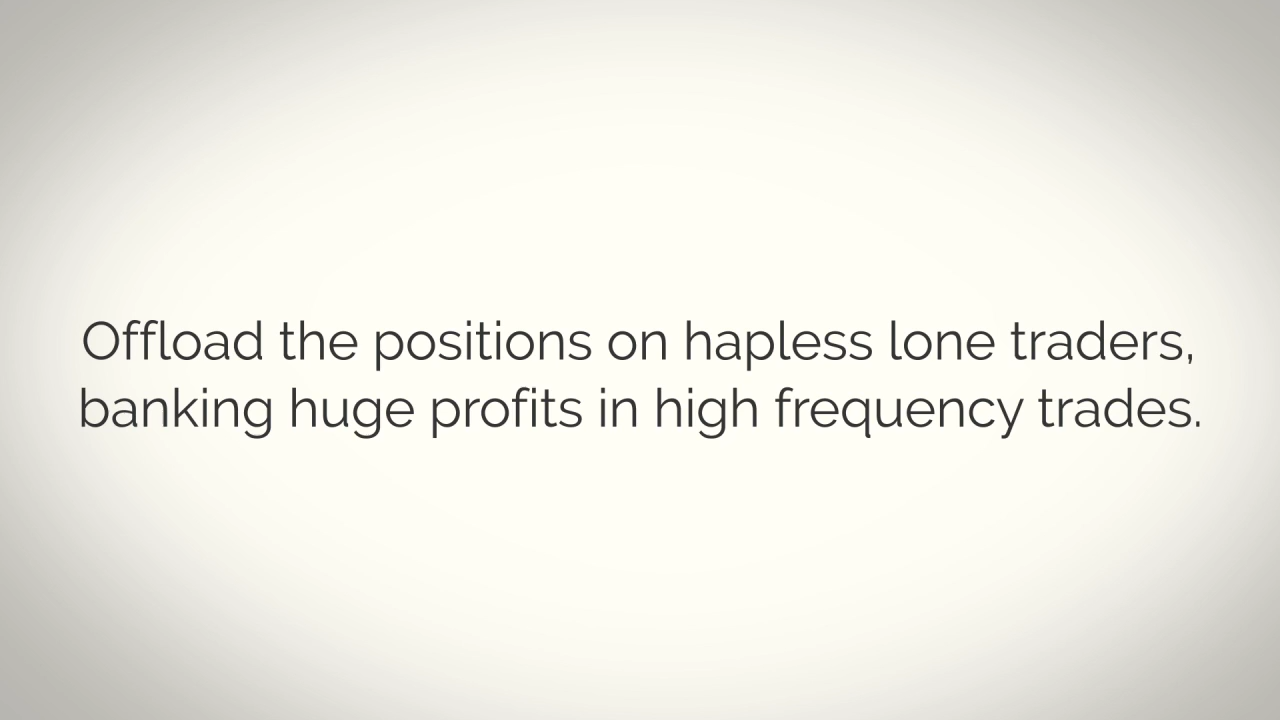 Offload the positions on hapless lone traders,
banking huge profits in high frequency trades.